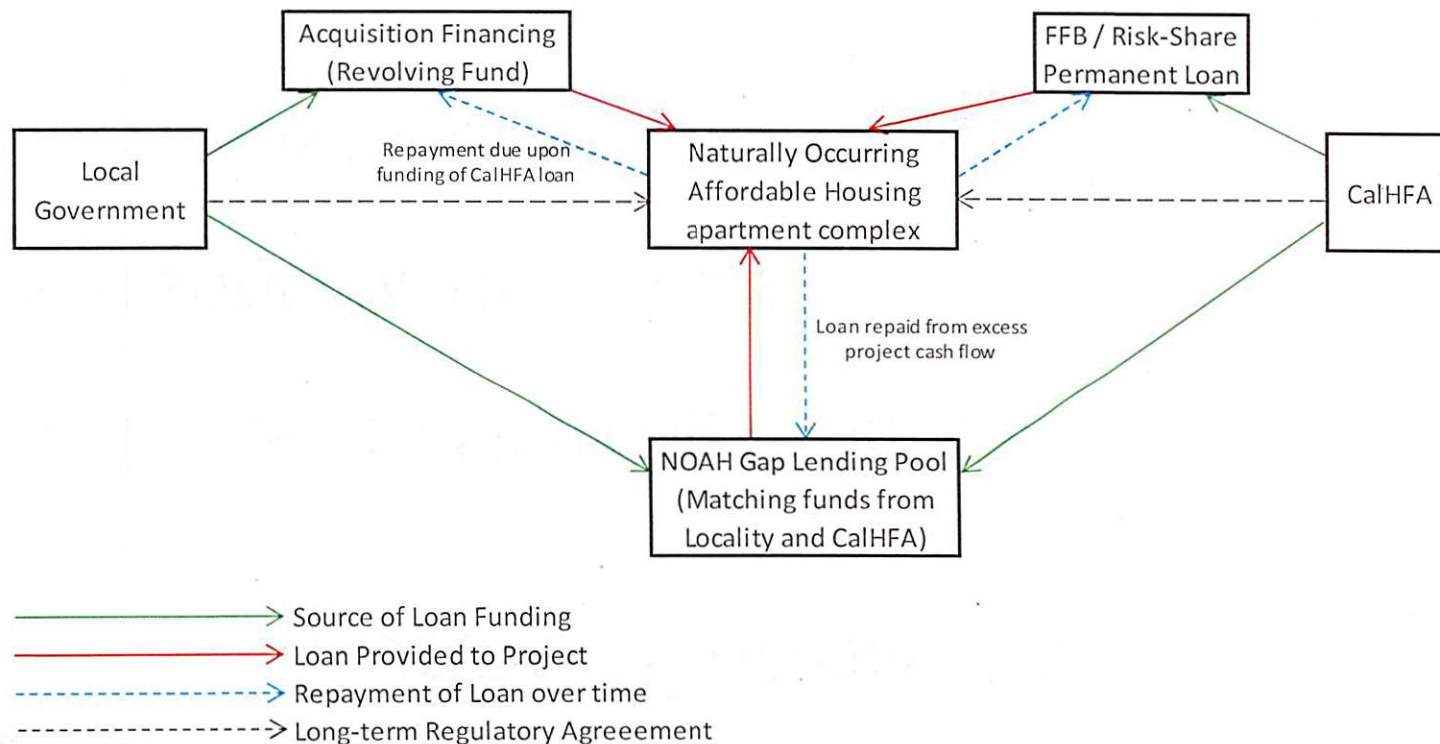 Acquisition Financing
(Revolving Fund)
FFB / Risk-Share
Permanent Loan
Local
Government
Repayment due upon
funding of CalHFA loan
Naturally Occurring
Affordable Housing
apartment complex
CalHFA
Loan repaid from excess
project cash flow
NOAH Gap Lending Pool
(Matching funds from
Locality and CalHFA)
Source of Loan Funding
Loan Provided to Project
Repayment of Loan over time
Long-term Regulatory Agreeement